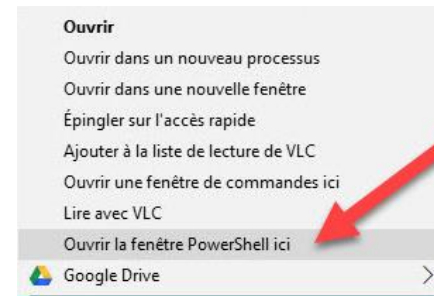 Ouvrir
Ouvrir dans un nouveau processus
Ouvrir dans une nouvelle fenêtre
Épingler sur l'accès rapide
Ajouter à la liste de lecture de VLC
Ouvrir une fenêtre de commandes ici
Lire avec VLC
Ouvrir la fenêtre PowerShell ici
Google Drive